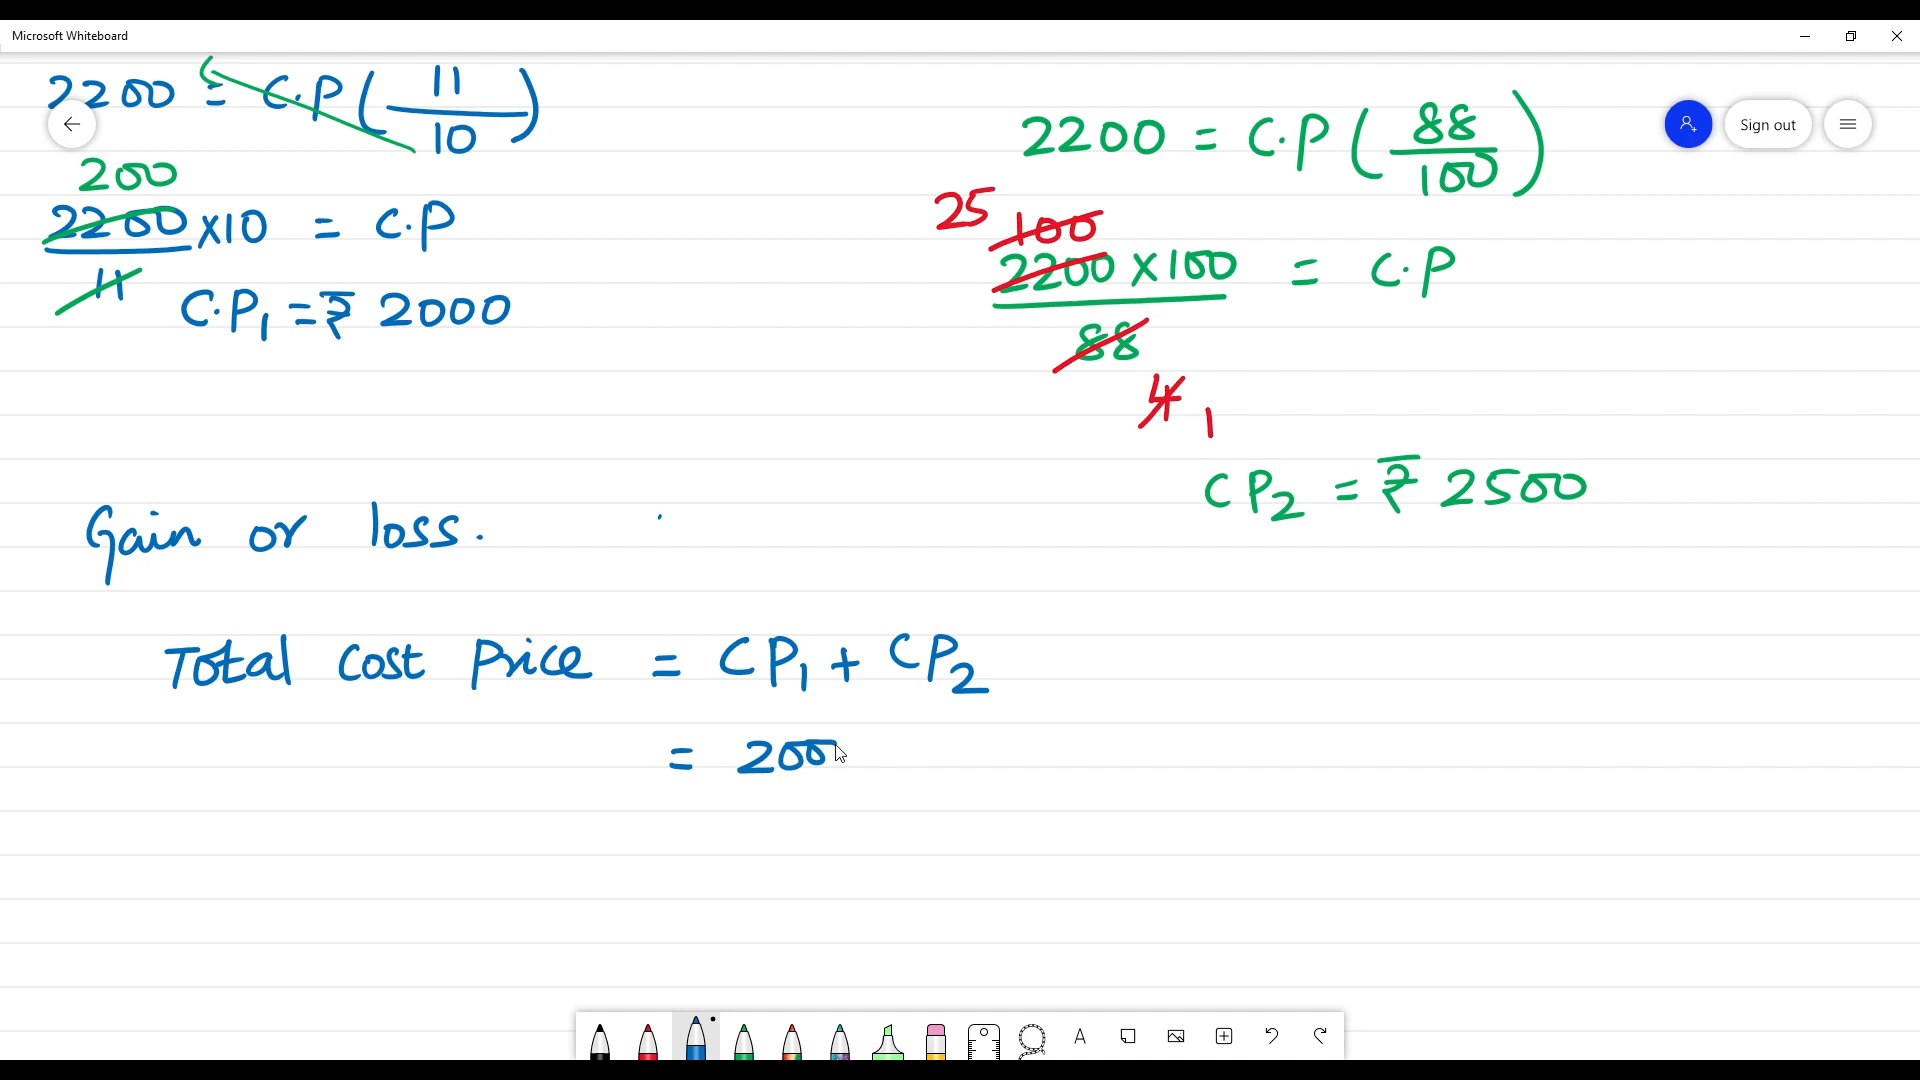 Microsoft Whiteboard
2200 = C.P ( 11 / 10 )
200
2200 × 10 = C.P
11
C.P₁ = ₹ 2000
2200 = C.P ( 88 / 100 )
25 100
2200 × 100 = C.P
88
4 1
CP₂ = ₹ 2500
Sign out
Gain or loss.
Total Cost Price = CP₁ + CP₂
= 200